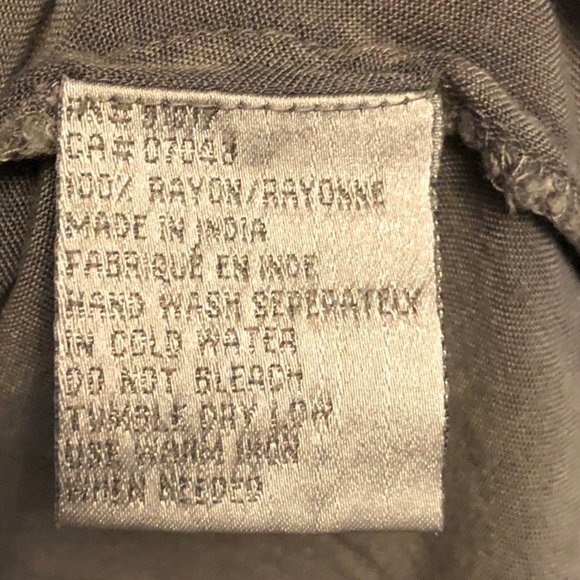 CA# 07048
100% RAYON/RAYONNE
MADE IN INDIA
FABRIQUE EN INDE
HAND WASH SEPERATELY
IN COLD WATER
DO NOT BLEACH
TUMBLE DRY LOW
USE WARM IRON
WHEN NEEDED